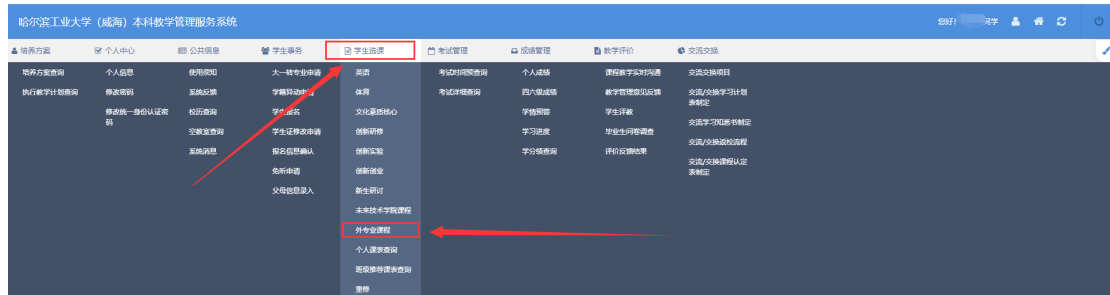 哈尔滨工业大学（威海）本科教学管理服务系统
您好！ 同学
培养方案 个人中心 公共信息 学生事务 学生选课 考试管理 成绩管理 教学评价 交流交换
培养方案查询
执行教学计划查询
个人信息
修改密码
修改统一身份认证密
码
使用须知
系统反馈
校历查询
空教室查询
系统消息
大一转专业申请
学籍异动申请
学生报名
学生证修改申请
报名信息确认
免听申请
父母信息录入
英语
体育
文化素质核心
创新研修
创新实验
创新创业
新生研讨
未来技术学院课程
外专业课程
个人课表查询
班级推荐课表查询
重修
考试时间预查询
考试详细查询
个人成绩
四六级成绩
学情预警
学习进度
学分绩查询
课程教学实时沟通
教学管理意见反馈
学生评教
毕业生问卷调查
评价反馈结果
交流交换项目
交流/交换学习计划
表制定
交流学习知悉书制定
交流/交换返校流程
交流/交换课程认定
表制定